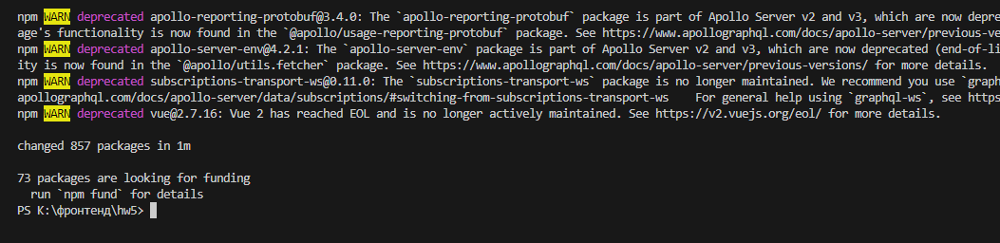 npm WARN deprecated apollo-reporting-protobuf@3.4.0: The `apollo-reporting-protobuf` package is part of Apollo Server v2 and v3, which are now depre
age's functionality is now found in the `@apollo/usage-reporting-protobuf` package. See https://www.apollographql.com/docs/apollo-server/previous-ve
npm WARN deprecated apollo-server-env@4.2.1: The `apollo-server-env` package is part of Apollo Server v2 and v3, which are now deprecated (end-of-li
ity is now found in the `@apollo/utils.fetcher` package. See https://www.apollographql.com/docs/apollo-server/previous-versions/ for more details.
npm WARN deprecated subscriptions-transport-ws@0.11.0: The `subscriptions-transport-ws` package is no longer maintained. We recommend you use `graph
apollographql.com/docs/apollo-server/data/subscriptions/#switching-from-subscriptions-transport-ws    For general help using `graphql-ws`, see https
npm WARN deprecated vue@2.7.16: Vue 2 has reached EOL and is no longer actively maintained. See https://v2.vuejs.org/eol/ for more details.
changed 857 packages in 1m
73 packages are looking for funding
run `npm fund` for details
PS K:\фронтенд\hw5>